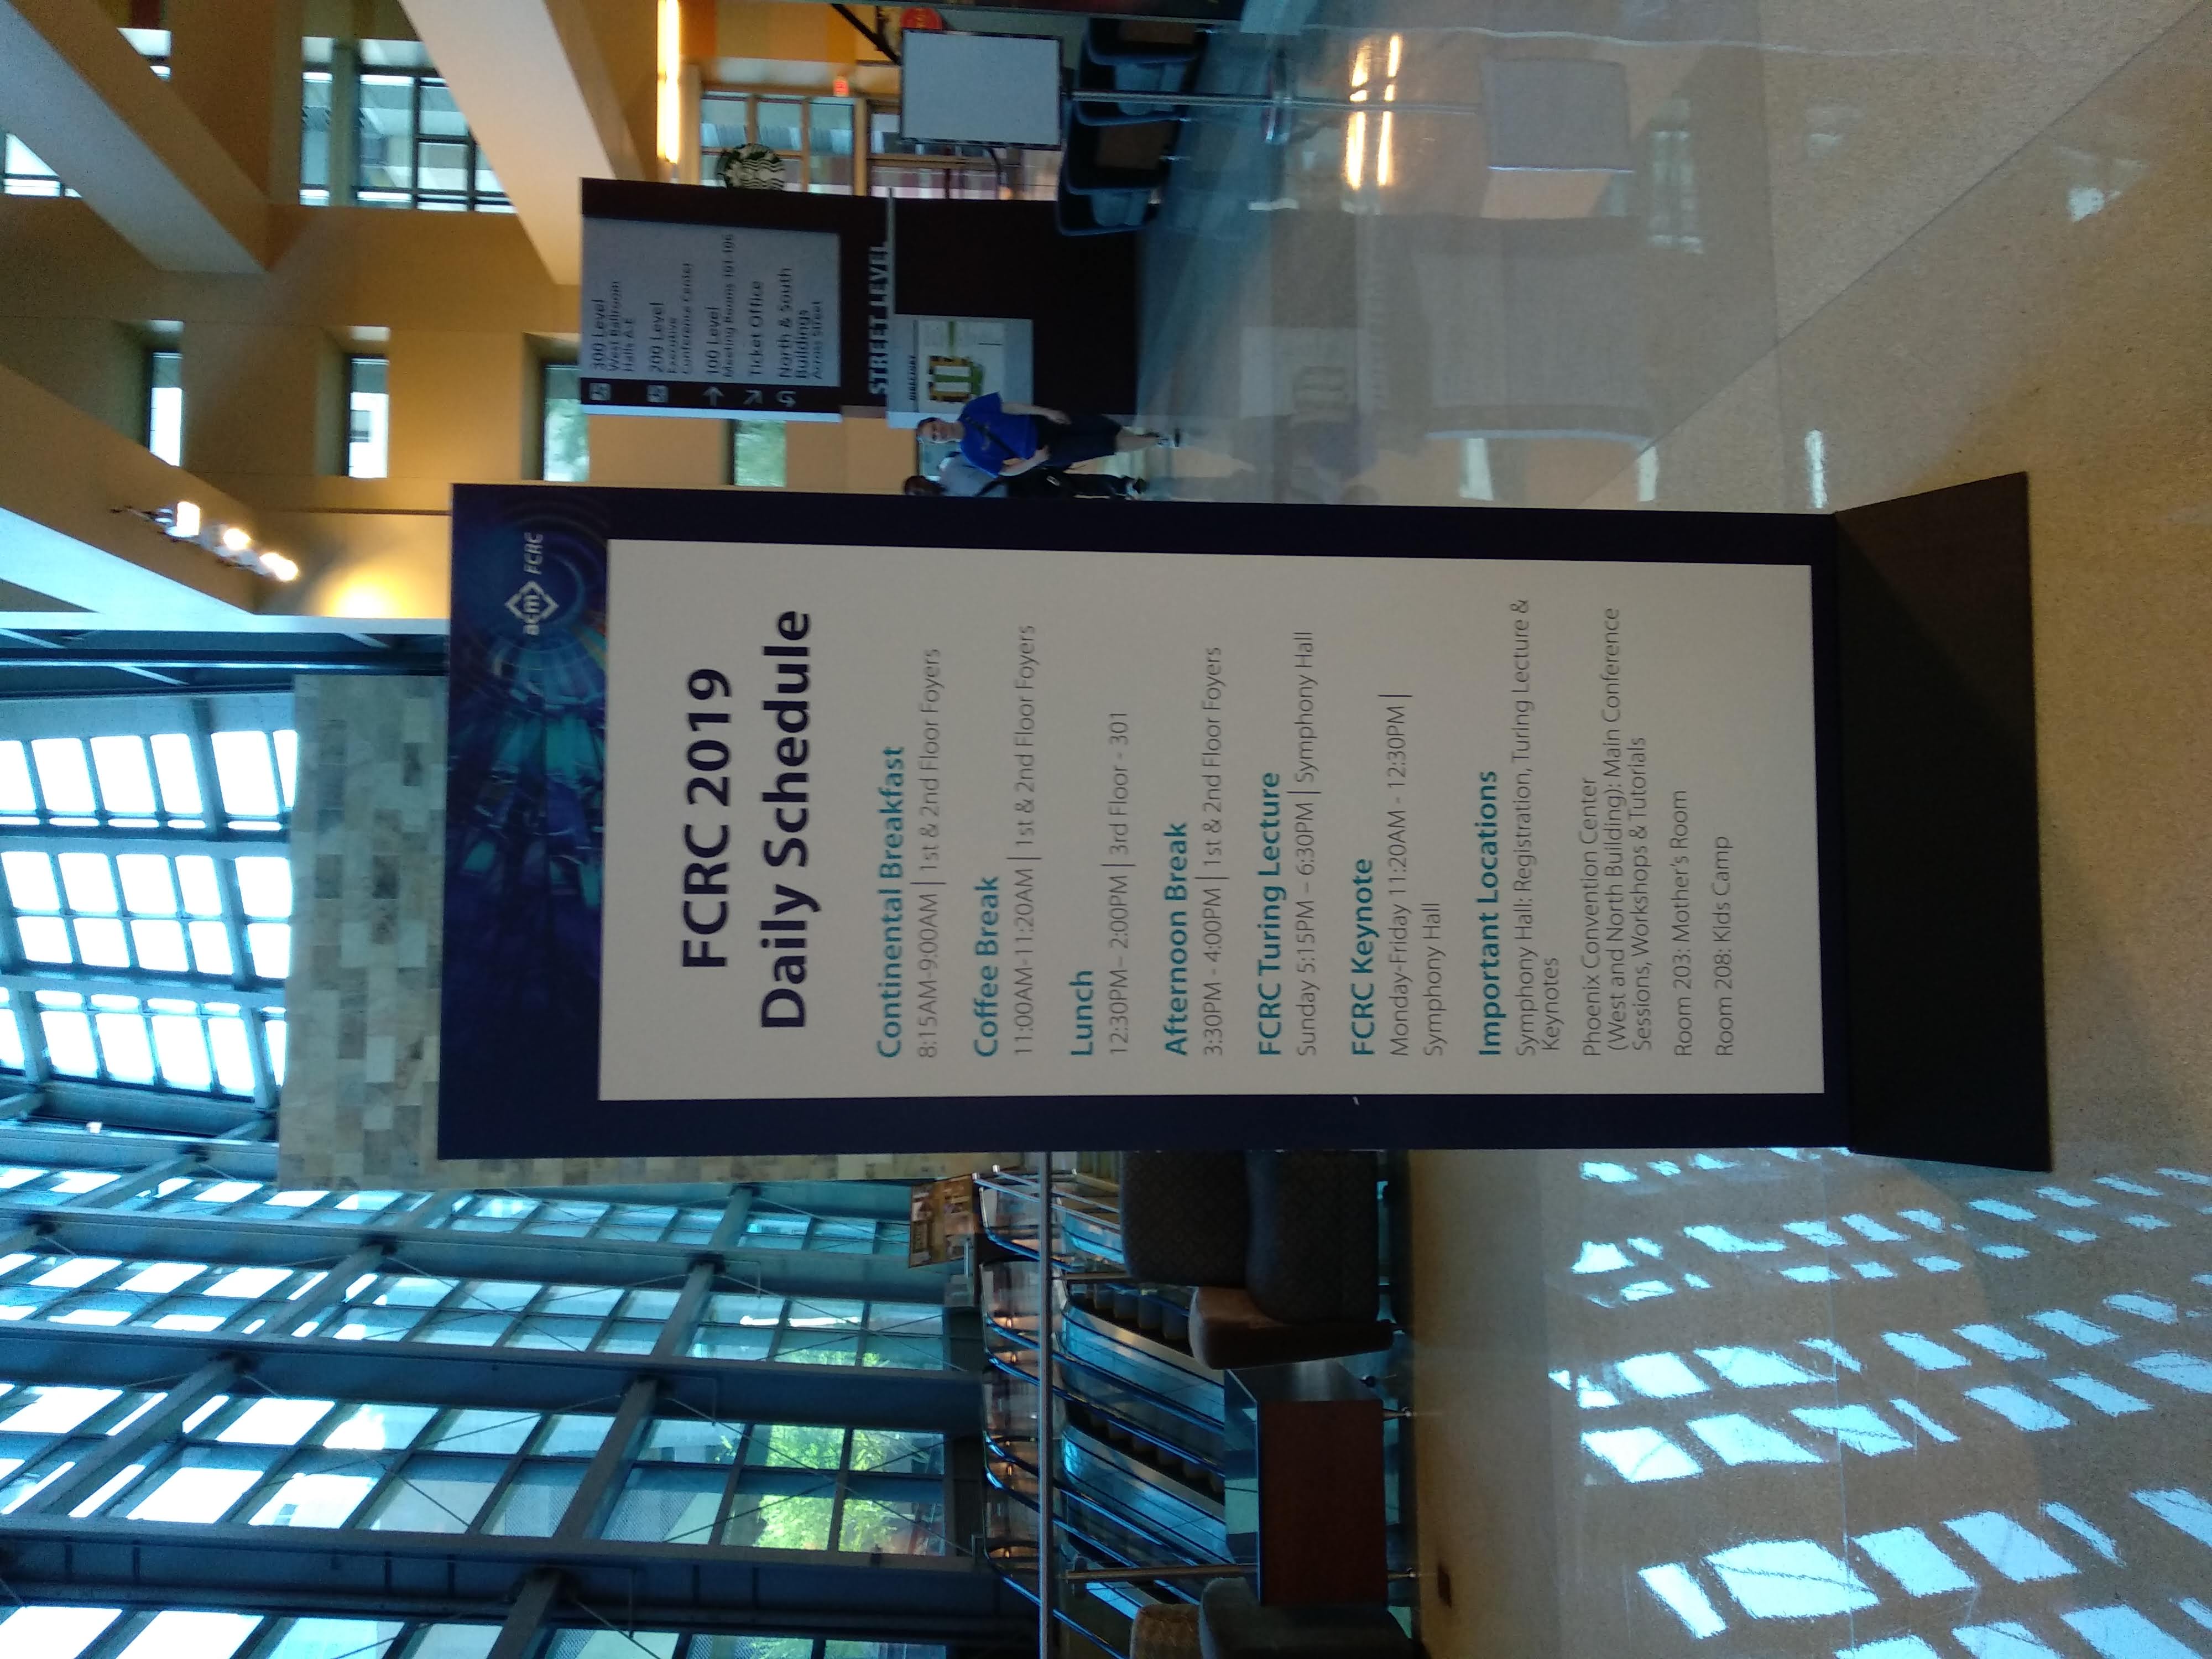 acm FCRC
FCRC 2019
Daily Schedule
Continental Breakfast
8:15AM-9:00AM | 1st & 2nd Floor Foyers
Coffee Break
11:00AM-11:20AM | 1st & 2nd Floor Foyers
Lunch
12:30PM– 2:00PM | 3rd Floor - 301
Afternoon Break
3:30PM - 4:00PM | 1st & 2nd Floor Foyers
FCRC Turing Lecture
Sunday 5:15PM – 6:30PM | Symphony Hall
FCRC Keynote
Monday-Friday 11:20AM - 12:30PM |
Symphony Hall
Important Locations
Symphony Hall: Registration, Turing Lecture &
Keynotes
Phoenix Convention Center
(West and North Building): Main Conference
Sessions, Workshops & Tutorials
Room 203: Mother's Room
Room 208: Kids Camp
300 Level
West Ballroom
Halls A-E
200 Level
Executive
Conference Center
100 Level
Meeting Rooms 101-106
Ticket Office
North & South
Buildings
Across Street
STREET LEVEL
DIRECTORY